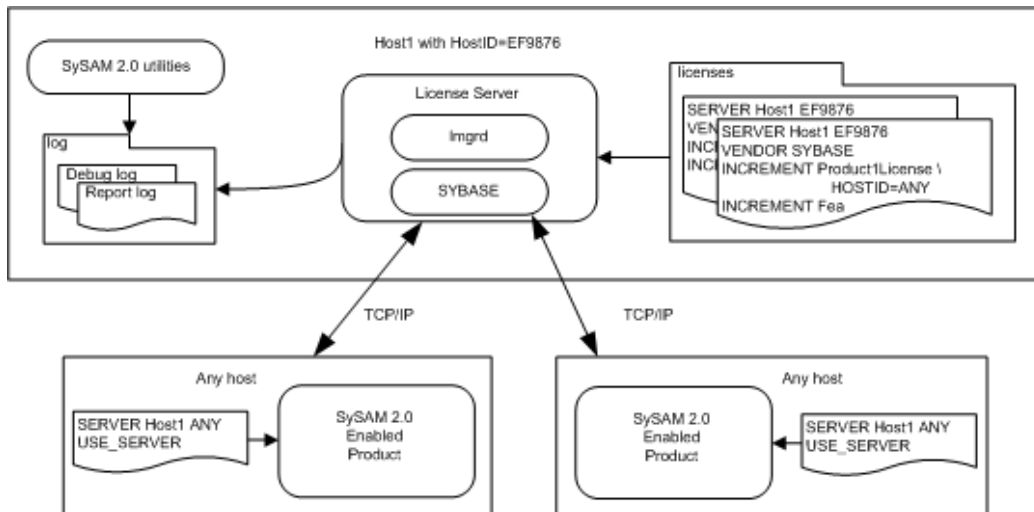 Host1 with HostID=EF9876
SySAM 2.0 utilities
log
Debug log
Report log
License Server
lmgrd
SYBASE
licenses
SERVER Host1 EF9876
VEN
INCI
INCI
SERVER Host1 EF9876
VENDOR SYBASE
INCREMENT Product1License \
HOSTID=ANY
INCREMENT Fea
TCP/IP
TCP/IP
Any host
SERVER Host1 ANY
USE_SERVER
SySAM 2.0
Enabled
Product
Any host
SySAM 2.0
Enabled
Product
SERVER Host1 ANY
USE_SERVER